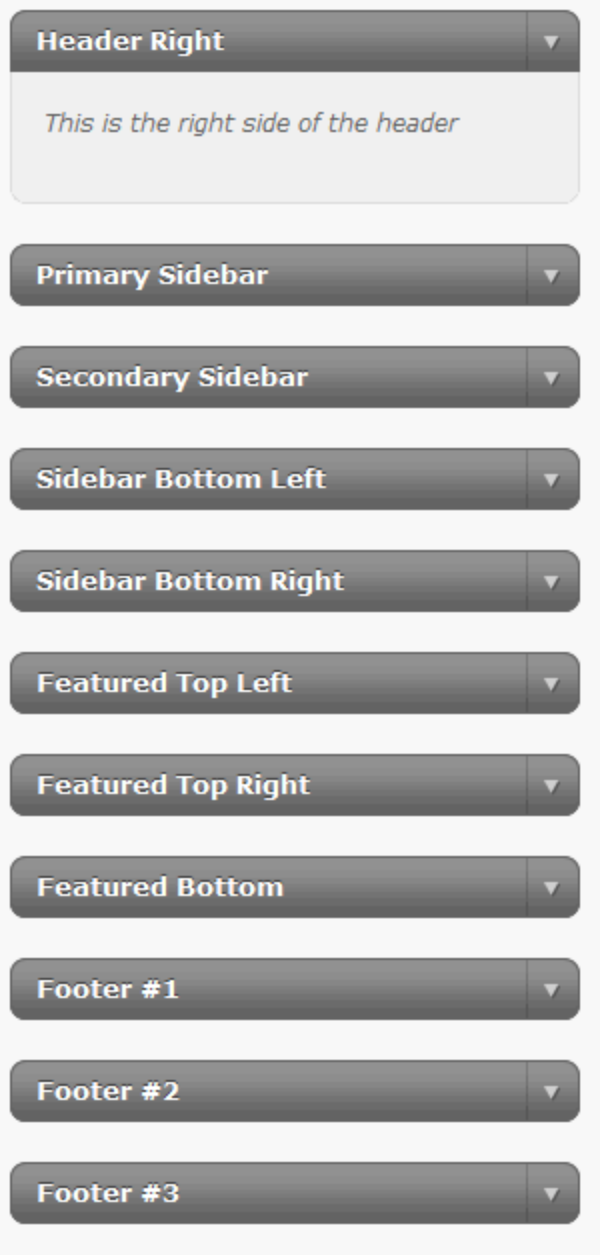 Header Right
This is the right side of the header
Primary Sidebar
Secondary Sidebar
Sidebar Bottom Left
Sidebar Bottom Right
Featured Top Left
Featured Top Right
Featured Bottom
Footer #1
Footer #2
Footer #3